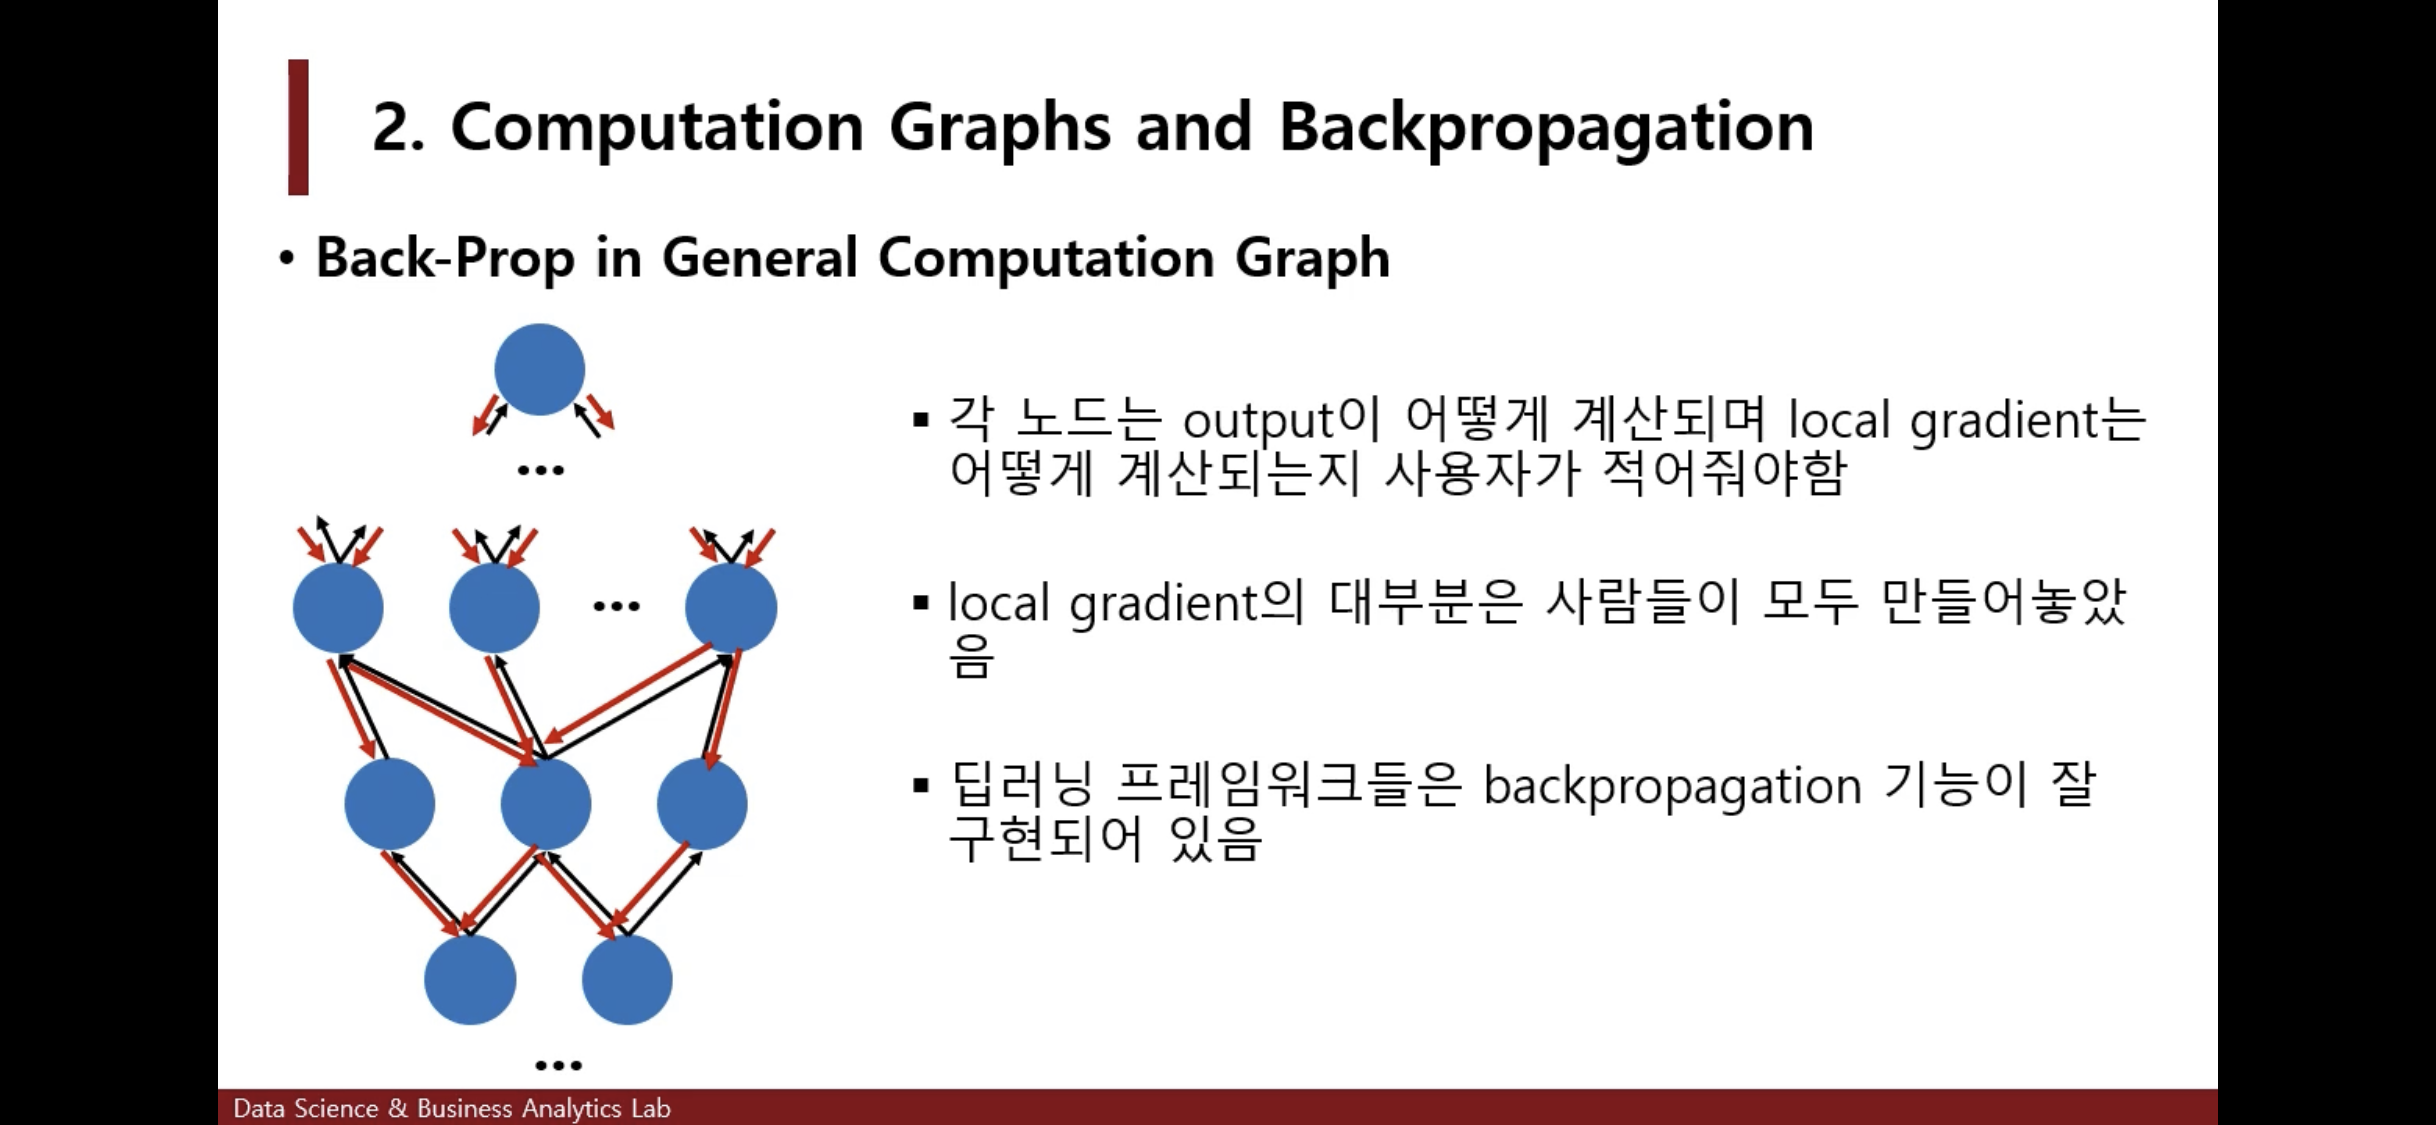 2. Computation Graphs and Backpropagation
• Back-Prop in General Computation Graph
...
▪ 각 노드는 output이 어떻게 계산되며 local gradient는
어떻게 계산되는지 사용자가 적어줘야함
...
▪ local gradient의 대부분은 사람들이 모두 만들어놓았
음
▪ 딥러닝 프레임워크들은 backpropagation 기능이 잘
구현되어 있음
...
Data Science & Business Analytics Lab